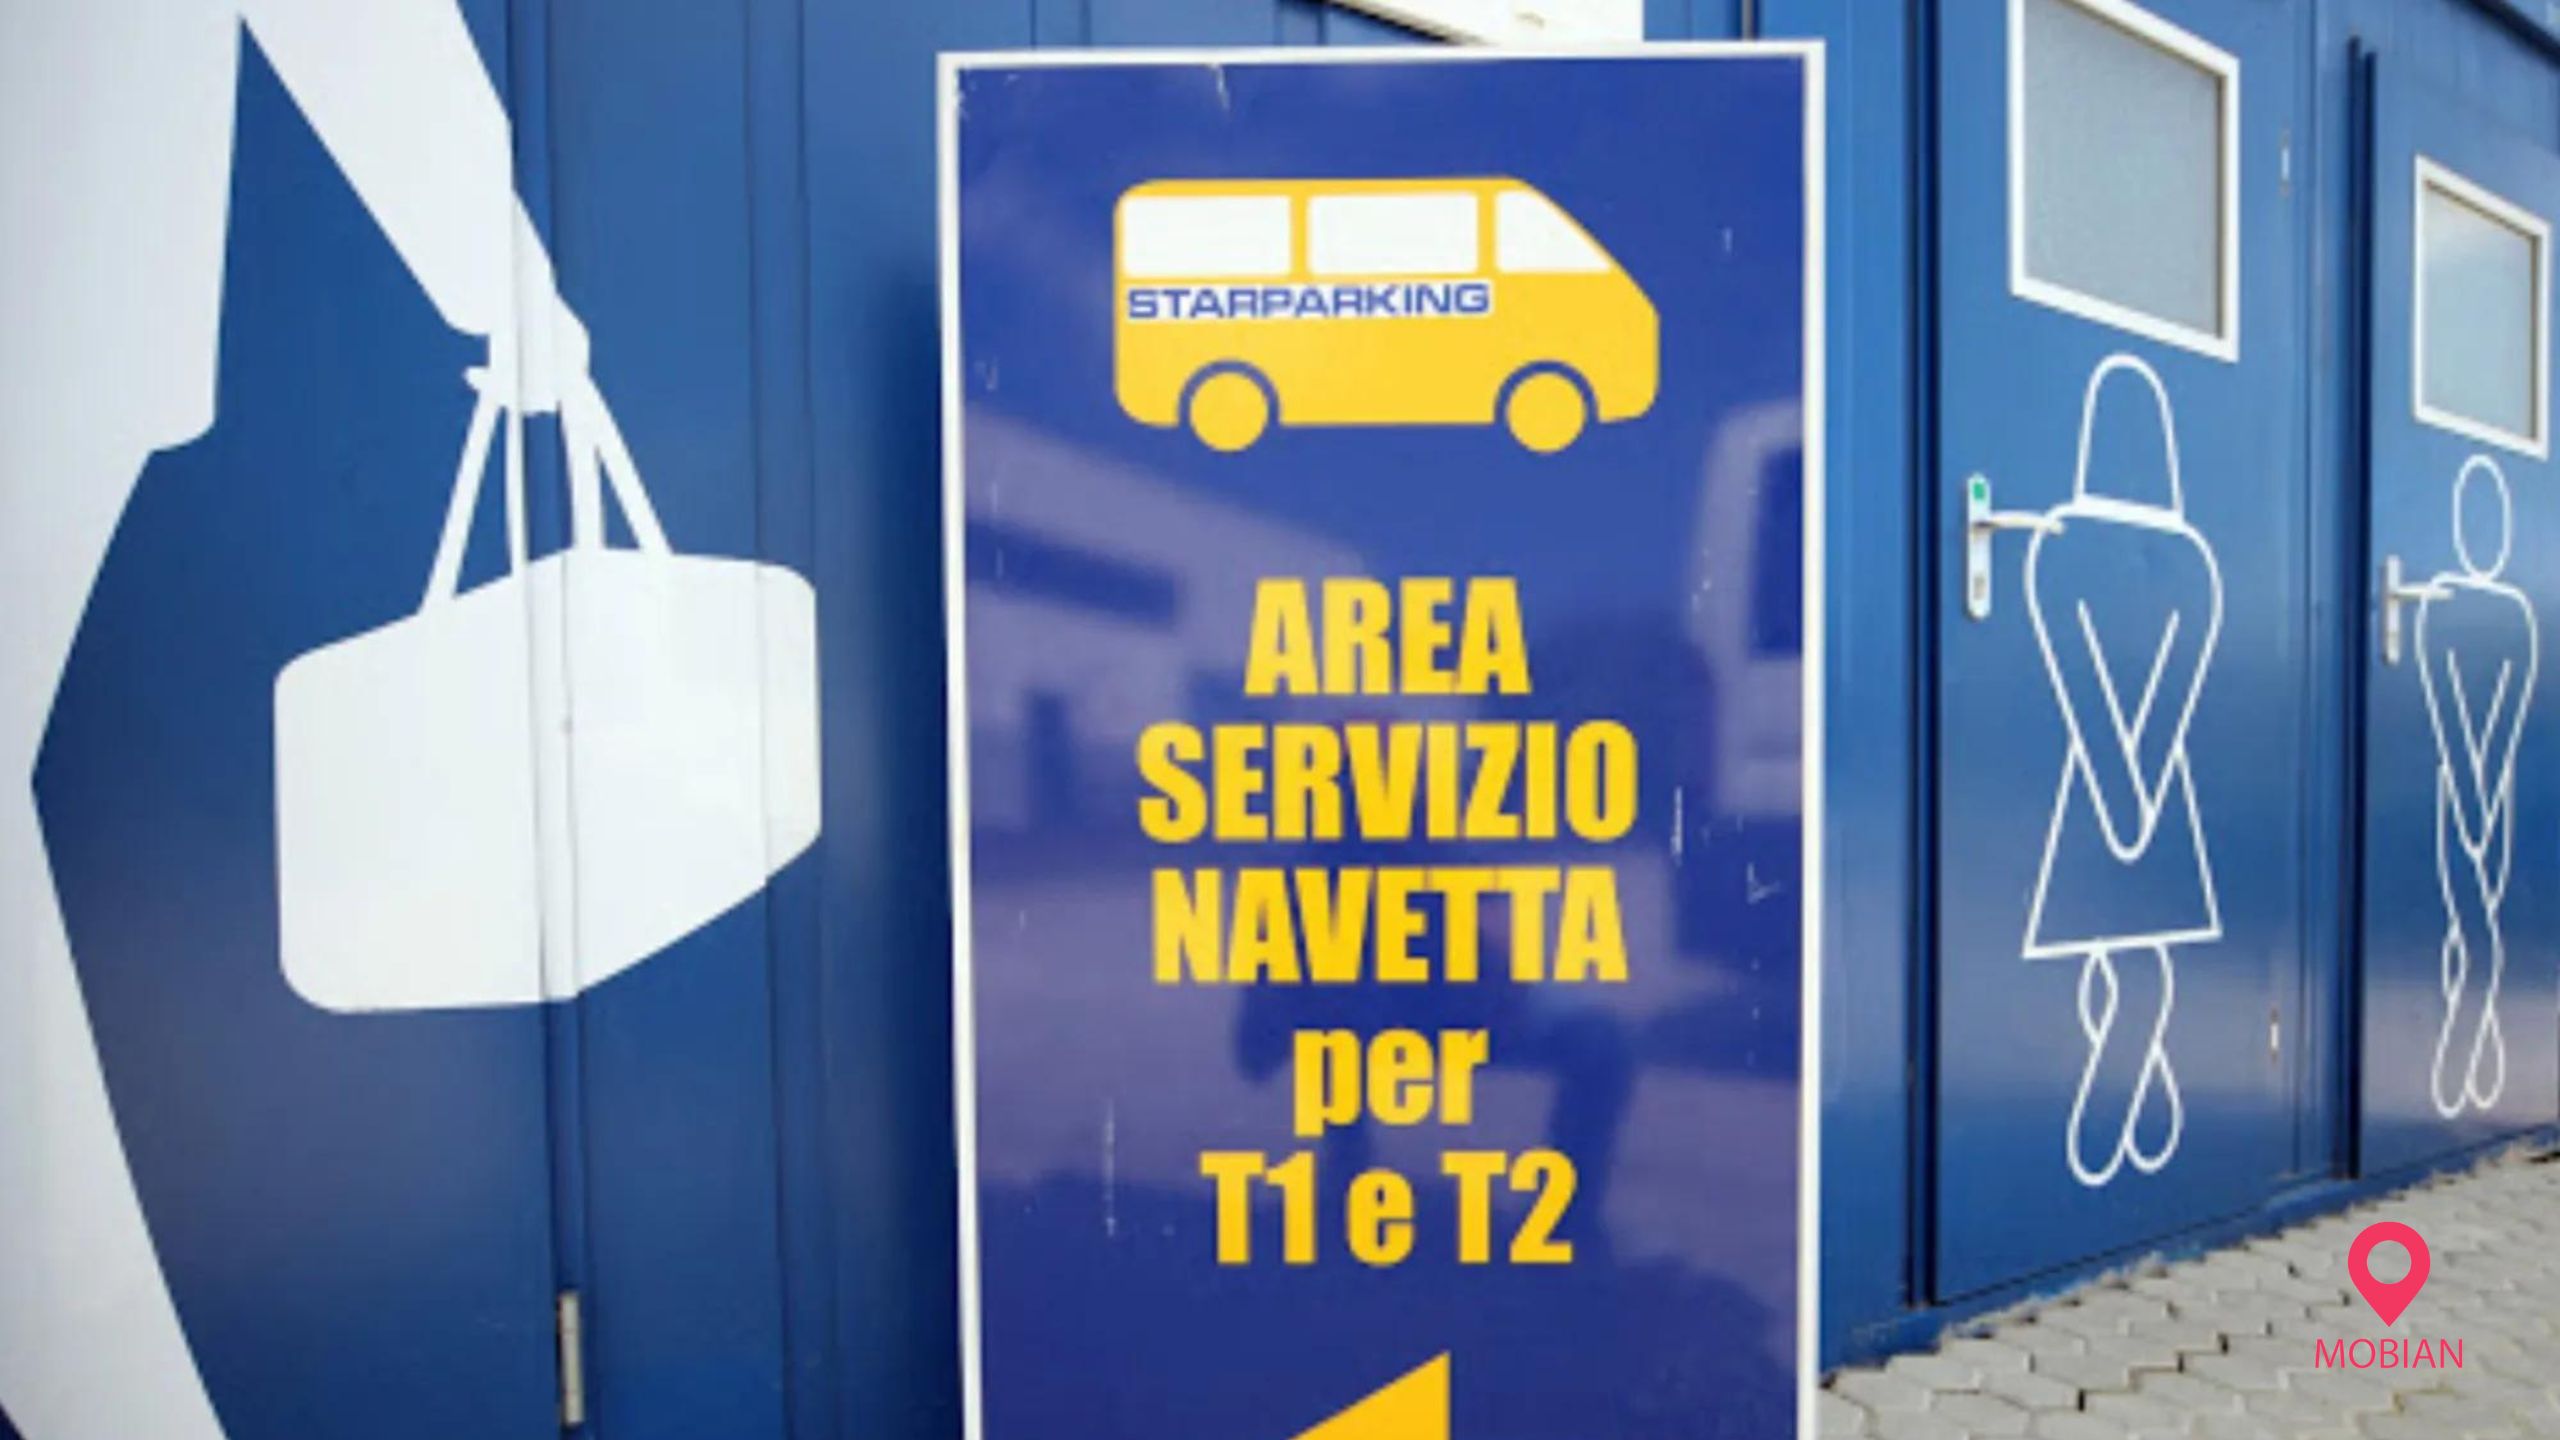 STARPARKING
AREA
SERVIZIO
NAVETTA
per
T1 e T2
MOBIAN